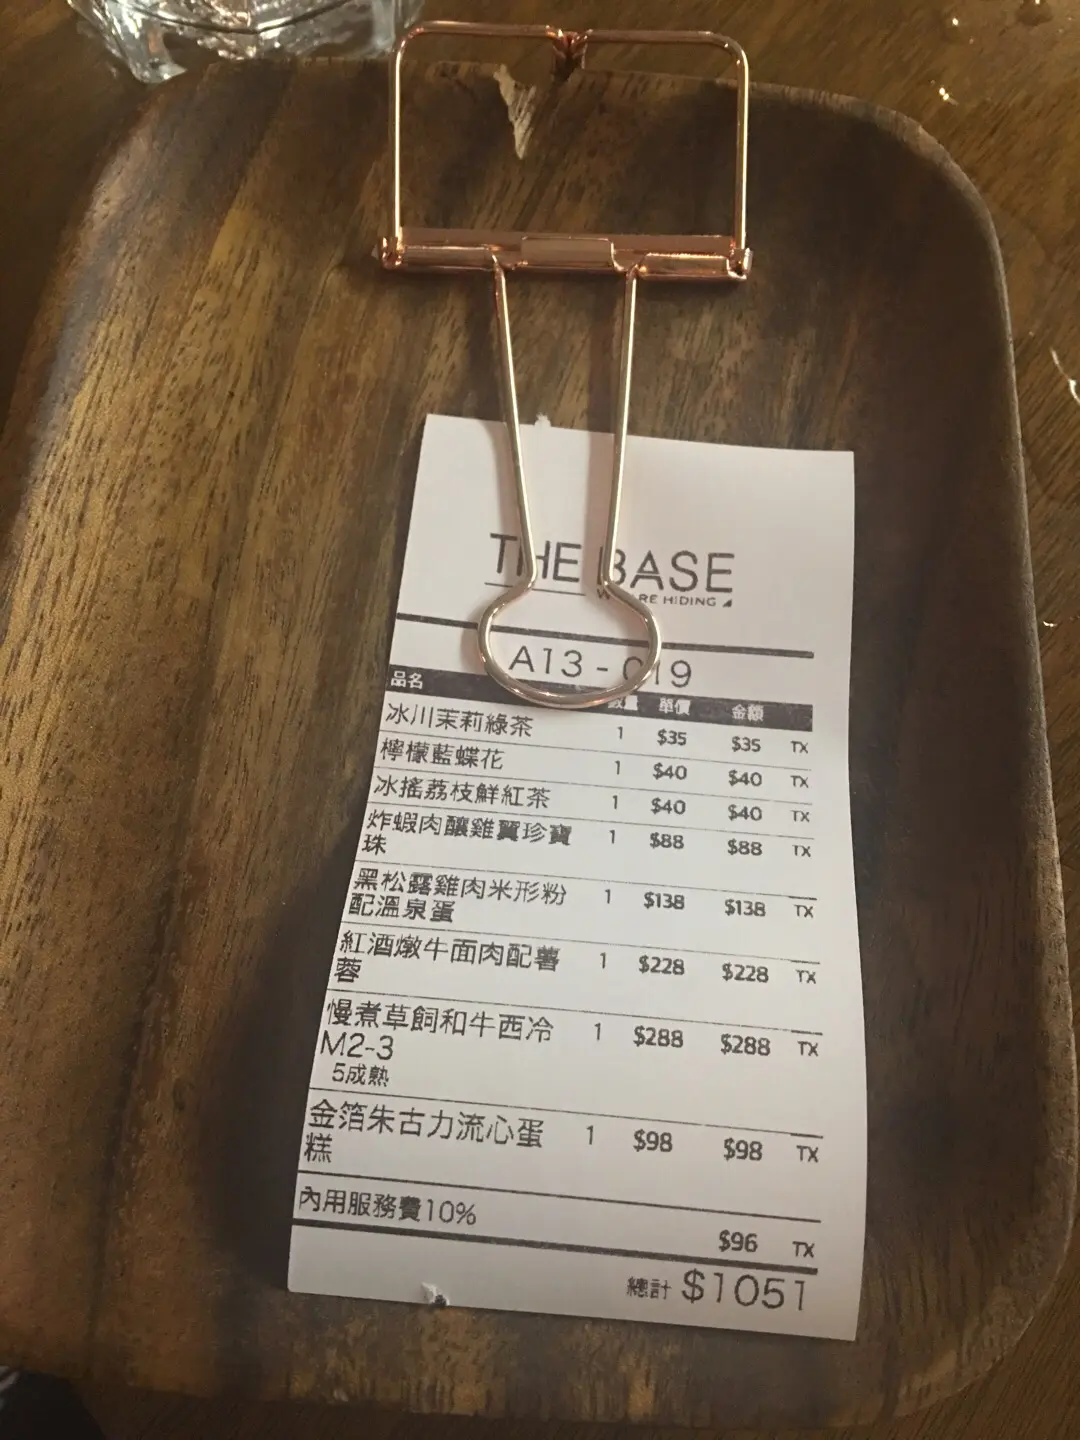 THE BASE
WE ARE HIDING
A13 - 019
品名 數量 單價 金額
冰川茉莉綠茶 1 $35 $35 TX
檸檬藍蝶花 1 $40 $40 TX
冰搖荔枝鮮紅茶 1 $40 $40 TX
炸蝦肉釀雞翼珍寶 1 $88 $88 TX
珠
黑松露雞肉米形粉 1 $138 $138 TX
配溫泉蛋
紅酒燉牛面肉配薯 1 $228 $228 TX
蓉
慢煮草飼和牛西冷 1 $288 $288 TX
M2-3
5成熟
金箔朱古力流心蛋 1 $98 $98 TX
糕
內用服務費10%
$96 TX
總計 $1051